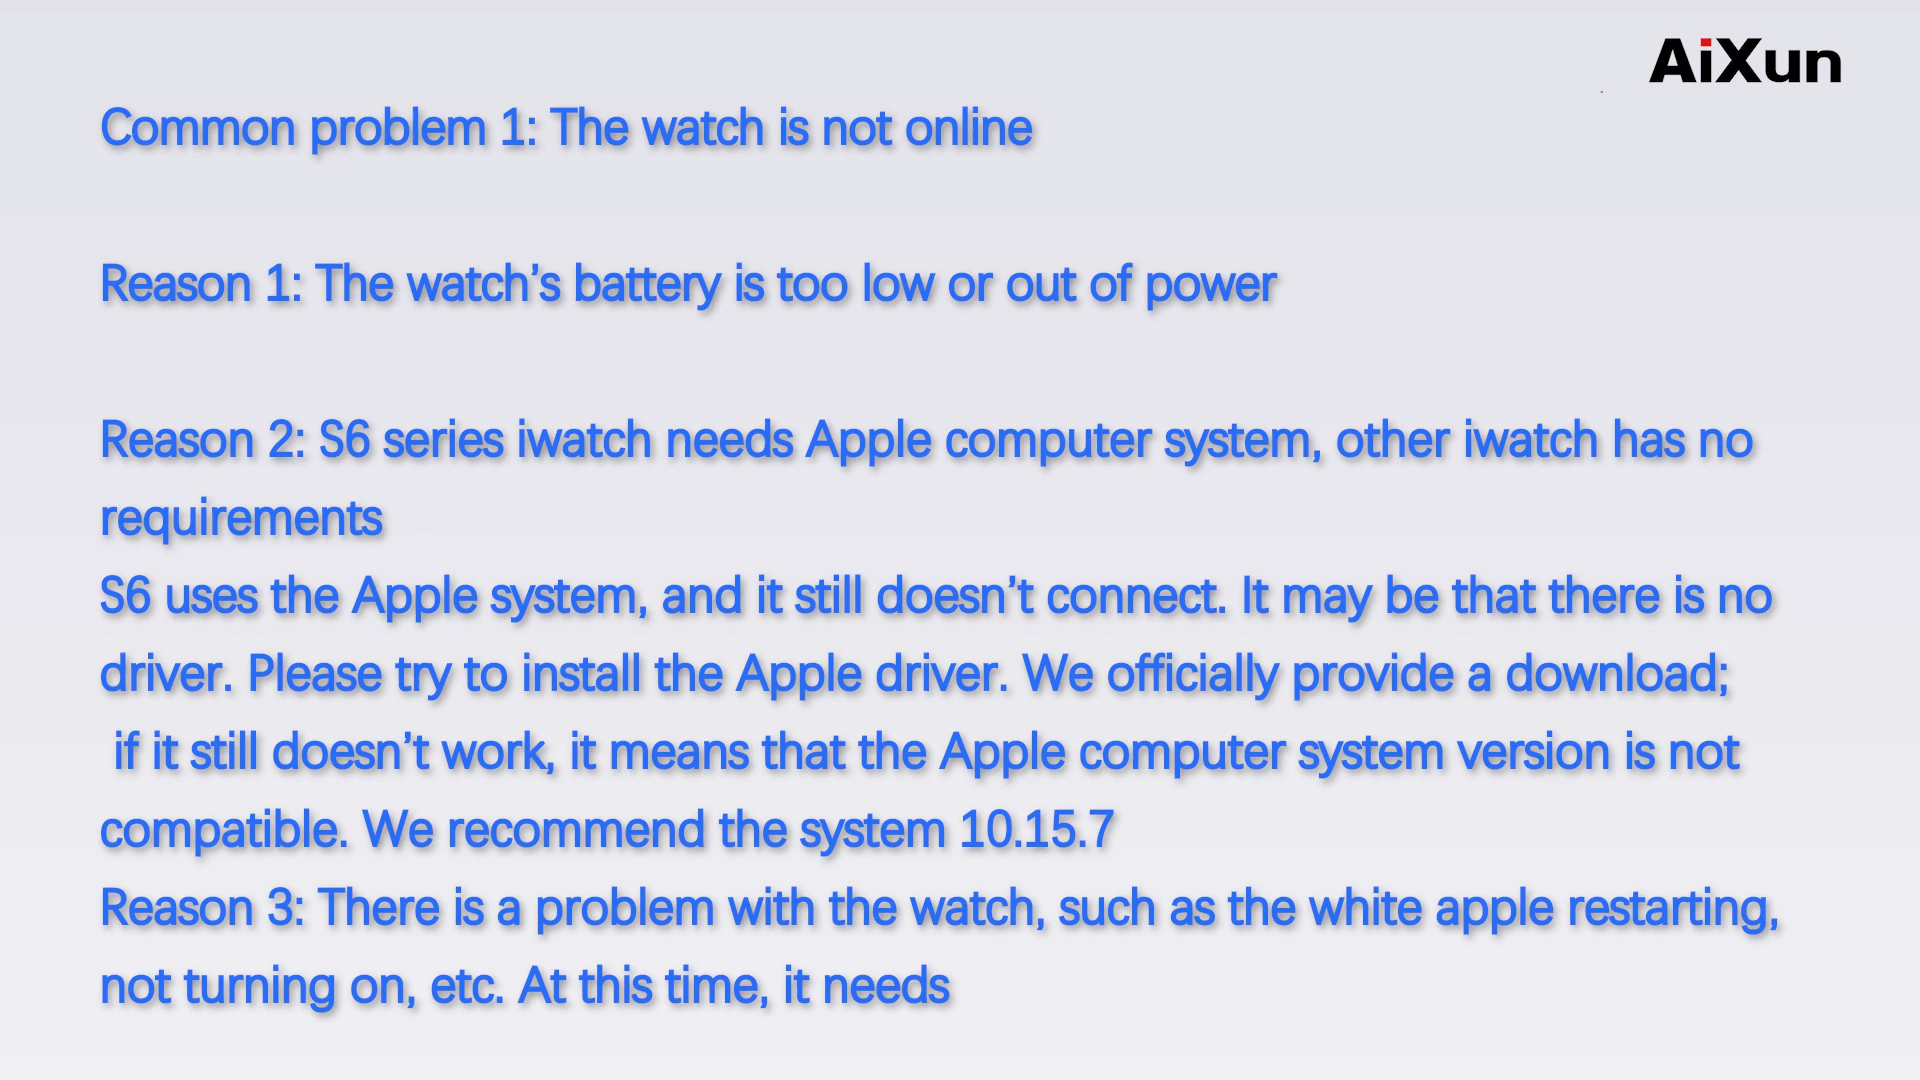 AiXun
Common problem 1: The watch is not online
Reason 1: The watch’s battery is too low or out of power
Reason 2: S6 series iwatch needs Apple computer system, other iwatch has no
requirements
S6 uses the Apple system, and it still doesn’t connect. It may be that there is no
driver. Please try to install the Apple driver. We officially provide a download;
if it still doesn’t work, it means that the Apple computer system version is not
compatible. We recommend the system 10.15.7
Reason 3: There is a problem with the watch, such as the white apple restarting,
not turning on, etc. At this time, it needs